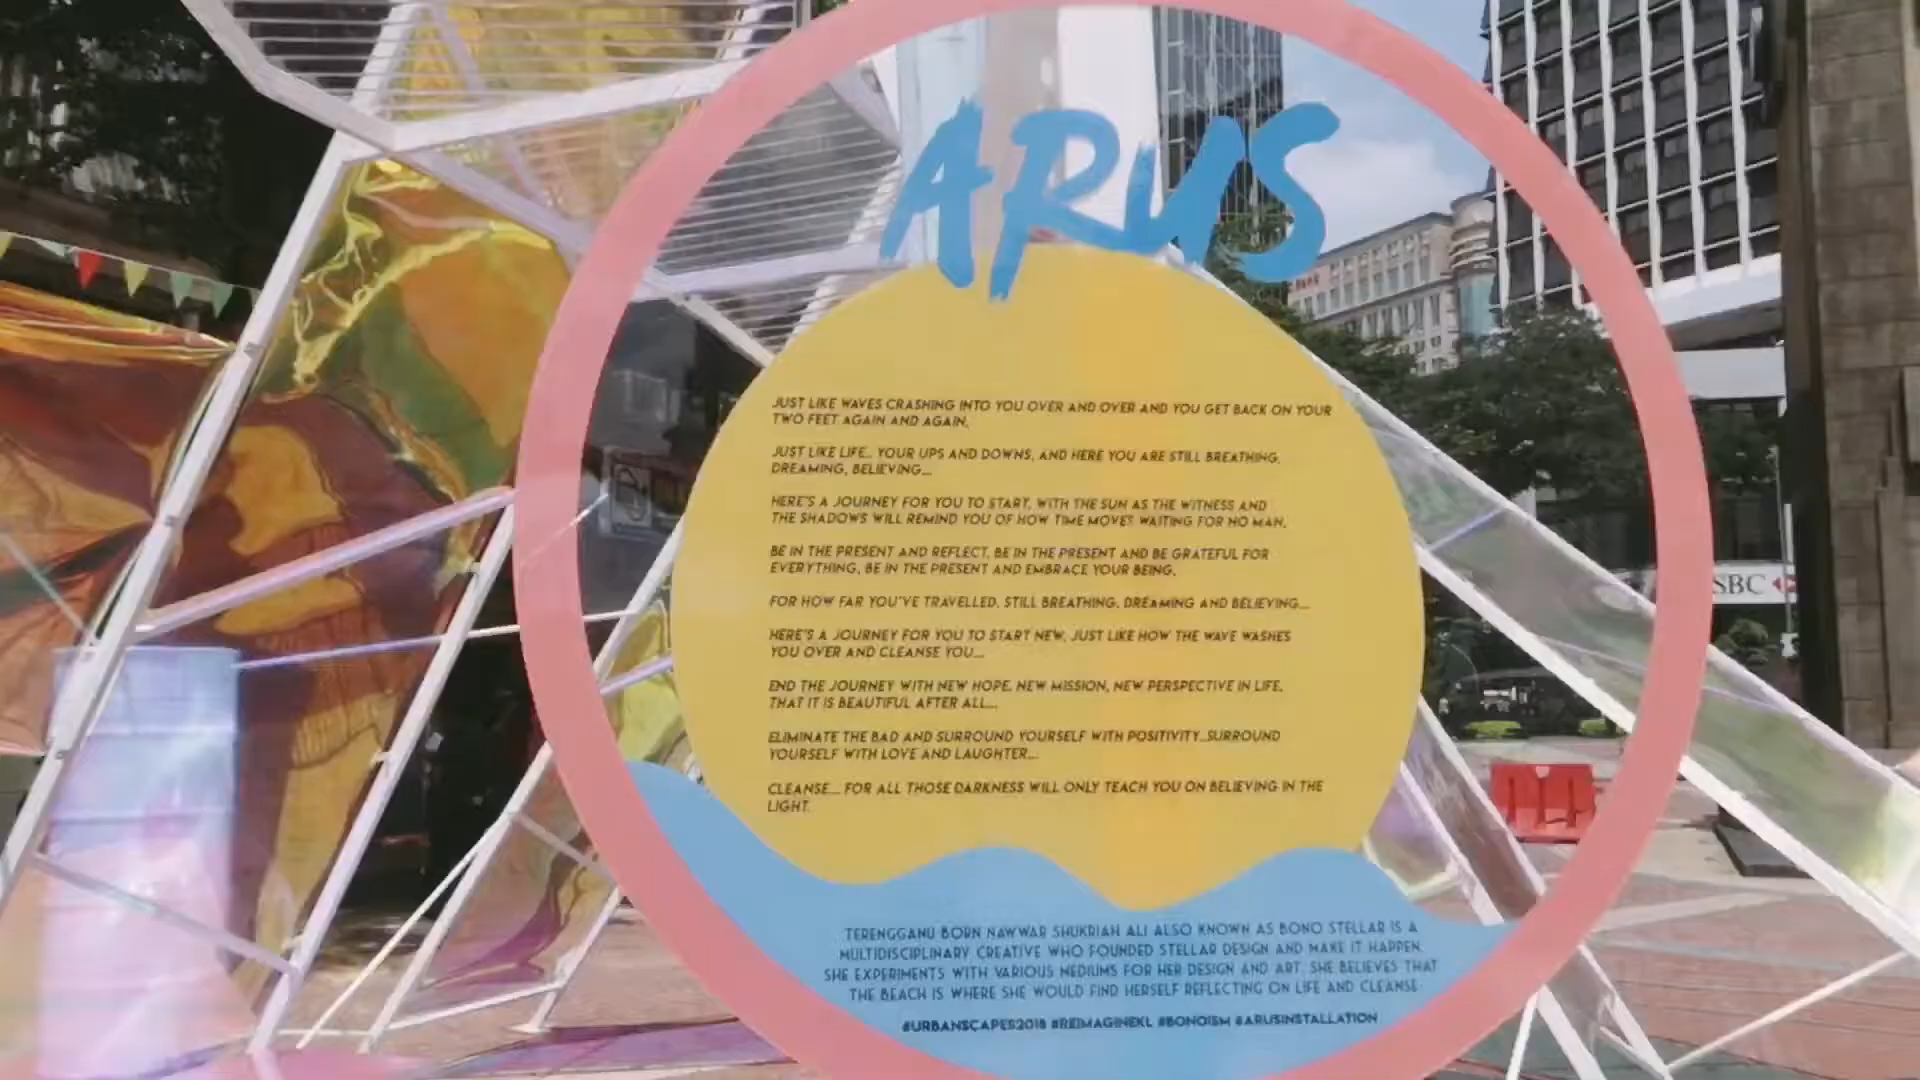 ARUS
JUST LIKE WAVES CRASHING INTO YOU OVER AND OVER AND YOU GET BACK ON YOUR
TWO FEET AGAIN AND AGAIN.
JUST LIKE LIFE... YOUR UPS AND DOWNS, AND HERE YOU ARE STILL BREATHING,
DREAMING, BELIEVING....
HERE'S A JOURNEY FOR YOU TO START, WITH THE SUN AS THE WITNESS AND
THE SHADOWS WILL REMIND YOU OF HOW TIME MOVES WAITING FOR NO MAN.
BE IN THE PRESENT AND REFLECT, BE IN THE PRESENT AND BE GRATEFUL FOR
EVERYTHING, BE IN THE PRESENT AND EMBRACE YOUR BEING.
FOR HOW FAR YOU'VE TRAVELLED, STILL BREATHING, DREAMING AND BELIEVING....
HERE'S A JOURNEY FOR YOU TO START NEW, JUST LIKE HOW THE WAVE WASHES
YOU OVER AND CLEANSE YOU....
END THE JOURNEY WITH NEW HOPE, NEW MISSION, NEW PERSPECTIVE IN LIFE,
THAT IT IS BEAUTIFUL AFTER ALL....
ELIMINATE THE BAD AND SURROUND YOURSELF WITH POSITIVITY...SURROUND
YOURSELF WITH LOVE AND LAUGHTER....
CLEANSE.... FOR ALL THOSE DARKNESS WILL ONLY TEACH YOU ON BELIEVING IN THE
LIGHT.
TERENGGANU BORN NAWWAR SHUKRIAH ALI ALSO KNOWN AS BONO STELLAR IS A
MULTIDISCIPLINARY CREATIVE WHO FOUNDED STELLAR DESIGN AND MAKE IT HAPPEN.
SHE EXPERIMENTS WITH VARIOUS MEDIUMS FOR HER DESIGN AND ART. SHE BELIEVES THAT
THE BEACH IS WHERE SHE WOULD FIND HERSELF REFLECTING ON LIFE AND CLEANSE.
#URBANSCAPES2018 #REIMAGINEKL #BONOISM #ARUSINSTALLATION
SBC